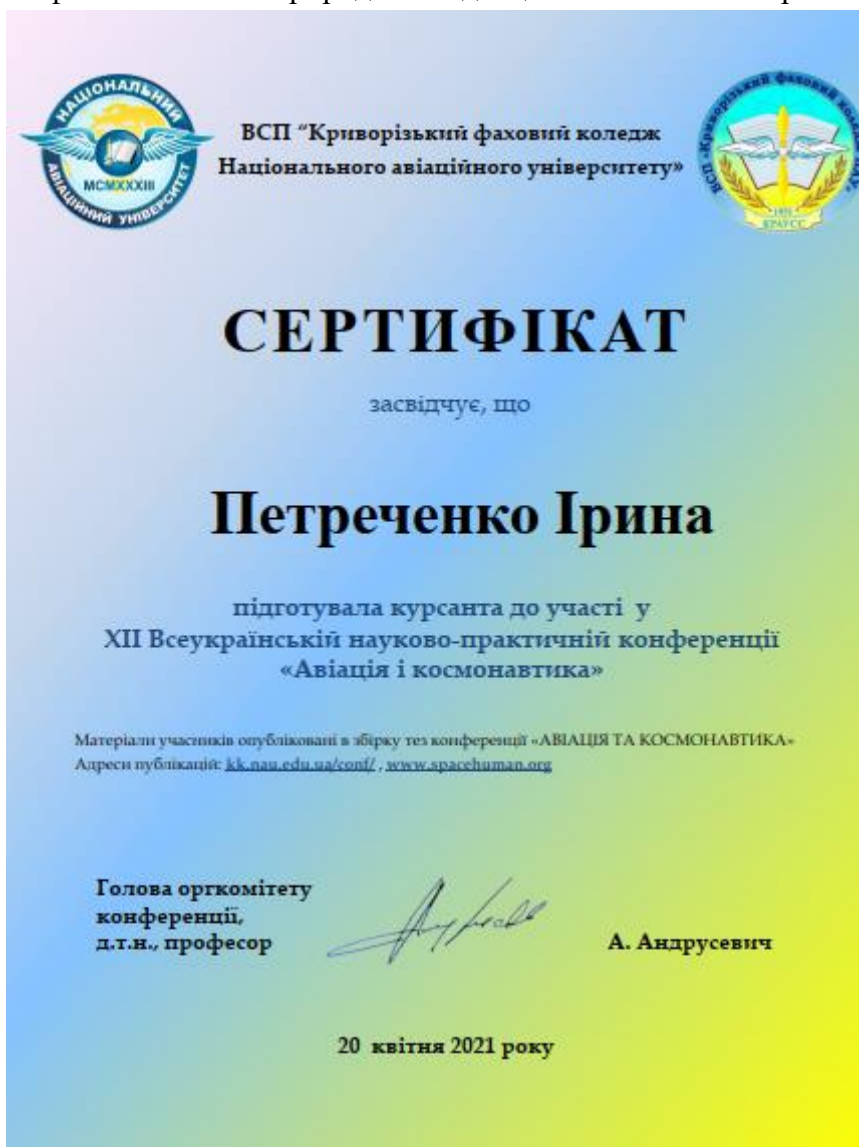 НАЦІОНАЛЬНИЙ
АВІАЦІЙНИЙ УНІВЕРСИТЕТ
MCMXXXIII
ВСП “Криворізький фаховий коледж
Національного авіаційного університету»
ВСП «Криворізький фаховий коледж НАУ»
КРАУСС
СЕРТИФІКАТ
засвідчує, що
Петреченко Ірина
підготувала курсанта до участі у
XII Всеукраїнській науково-практичній конференції
«Авіація і космонавтика»
Матеріали учасників опубліковані в збірку тез конференції «АВІАЦІЯ ТА КОСМОНАВТИКА»
Адреси публікацій: kk.nau.edu.ua/conf/ , www.spacehuman.org
Голова оргкомітету
конференції,
д.т.н., професор
А. Андрусевич
20 квітня 2021 року